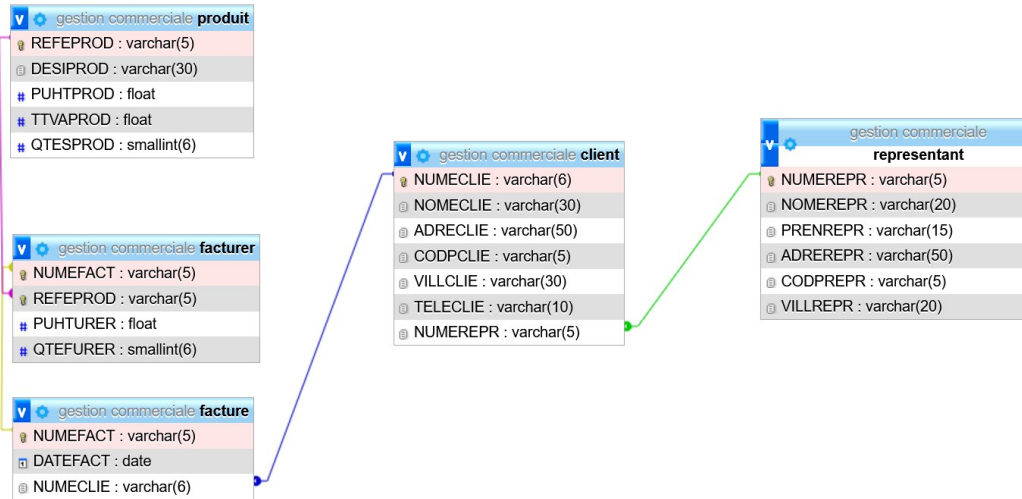 gestion commerciale produit
REFEPROD : varchar(5)
DESIPROD : varchar(30)
# PUHTPROD : float
# TTVAPROD : float
# QTESPROD : smallint(6)
gestion commerciale facturer
NUMEFACT : varchar(5)
REFEPROD : varchar(5)
# PUHTURER : float
# QTEFURER : smallint(6)
gestion commerciale facture
NUMEFACT : varchar(5)
DATEFACT : date
NUMECLIE : varchar(6)
gestion commerciale client
NUMECLIE : varchar(6)
NOMECLIE : varchar(30)
ADRECLIE : varchar(50)
CODPCLIE : varchar(5)
VILLCLIE : varchar(30)
TELECLIE : varchar(10)
NUMEREPR : varchar(5)
gestion commerciale
representant
NUMEREPR : varchar(5)
NOMEREPR : varchar(20)
PRENREPR : varchar(15)
ADREREPR : varchar(50)
CODPREPR : varchar(5)
VILLREPR : varchar(20)